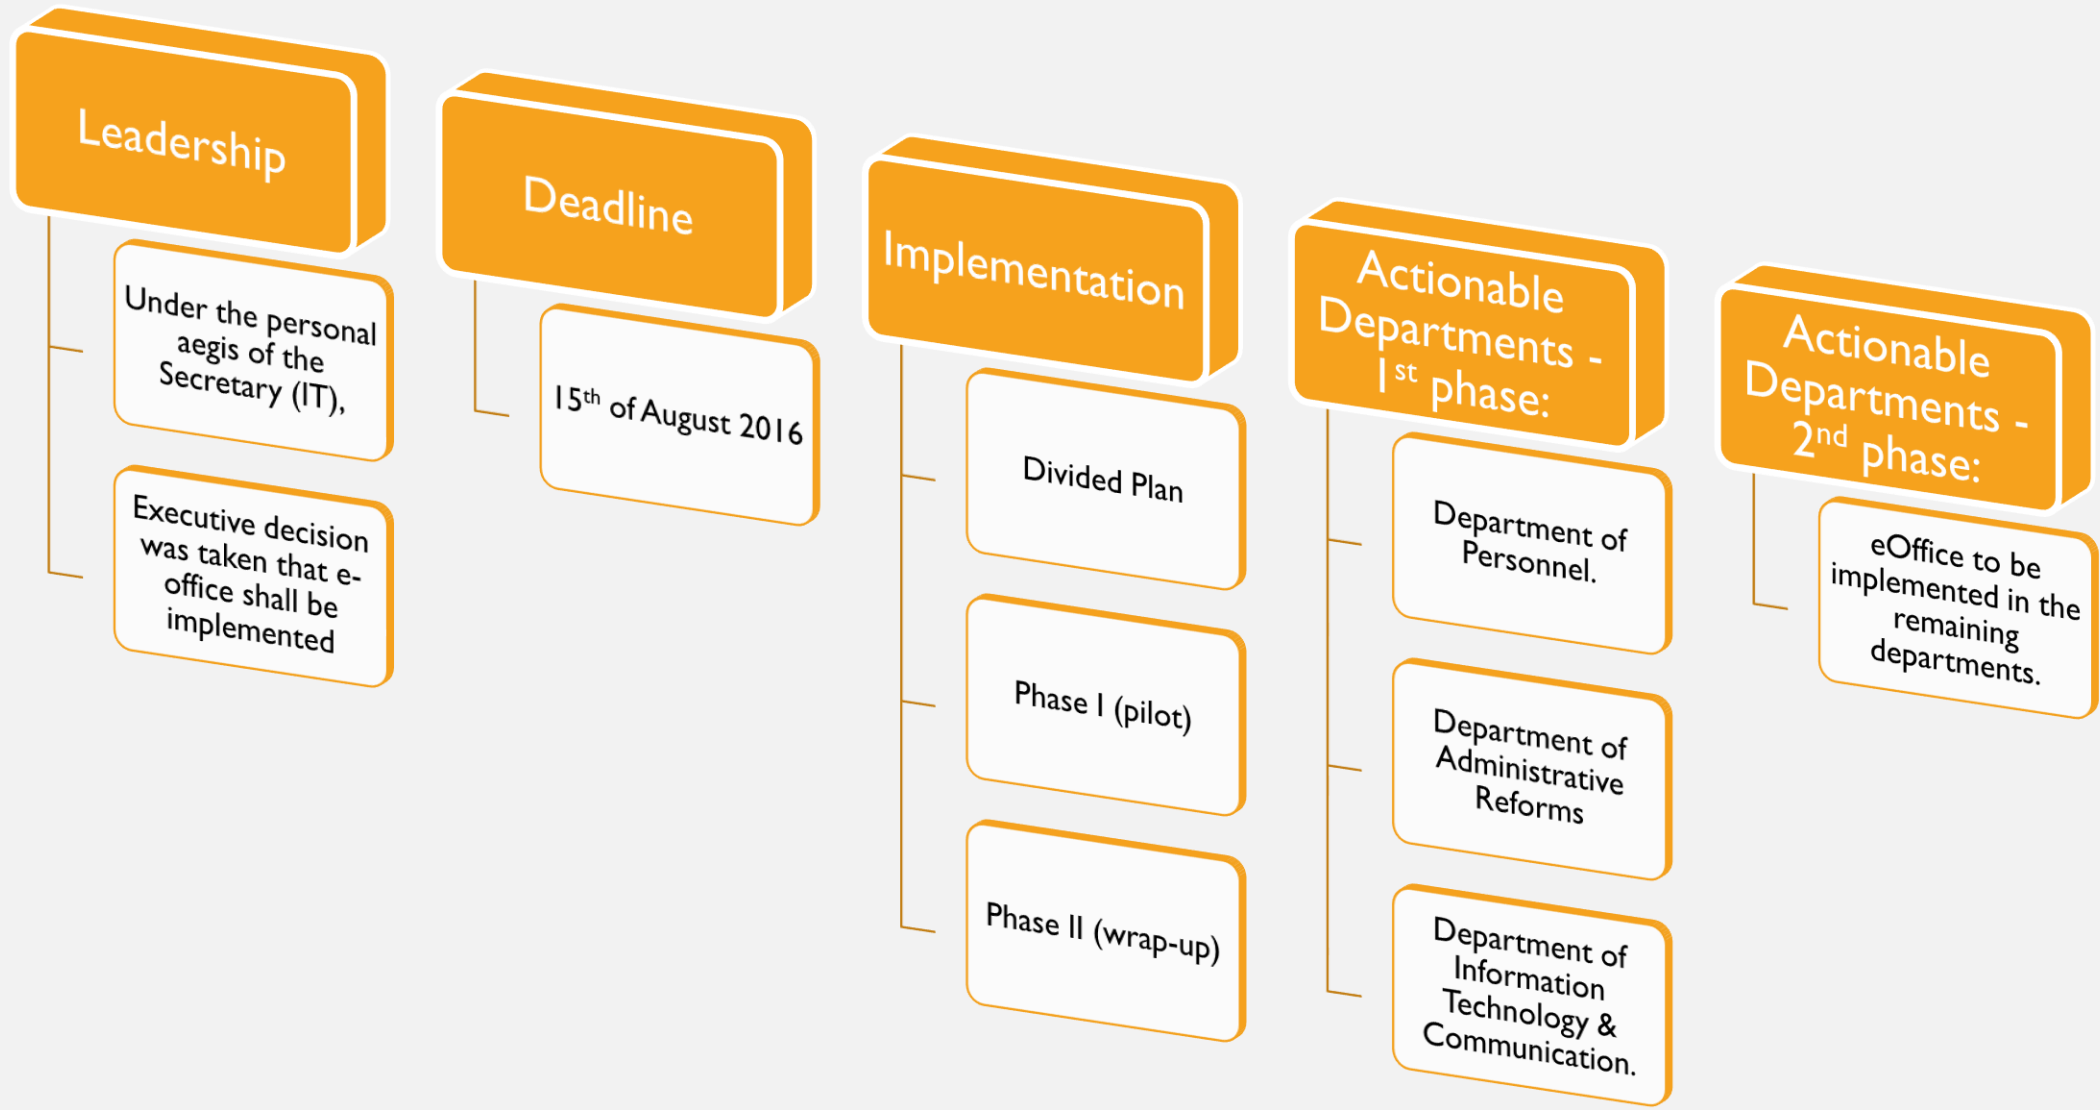 Leadership
Under the personal
aegis of the
Secretary (IT),
Executive decision
was taken that e-
office shall be
implemented
Deadline
15th of August 2016
Implementation
Divided Plan
Phase I (pilot)
Phase II (wrap-up)
Actionable
Departments -
1st phase:
Department of
Personnel.
Department of
Administrative
Reforms
Department of
Information
Technology &
Communication.
Actionable
Departments -
2nd phase:
eOffice to be
implemented in the
remaining
departments.